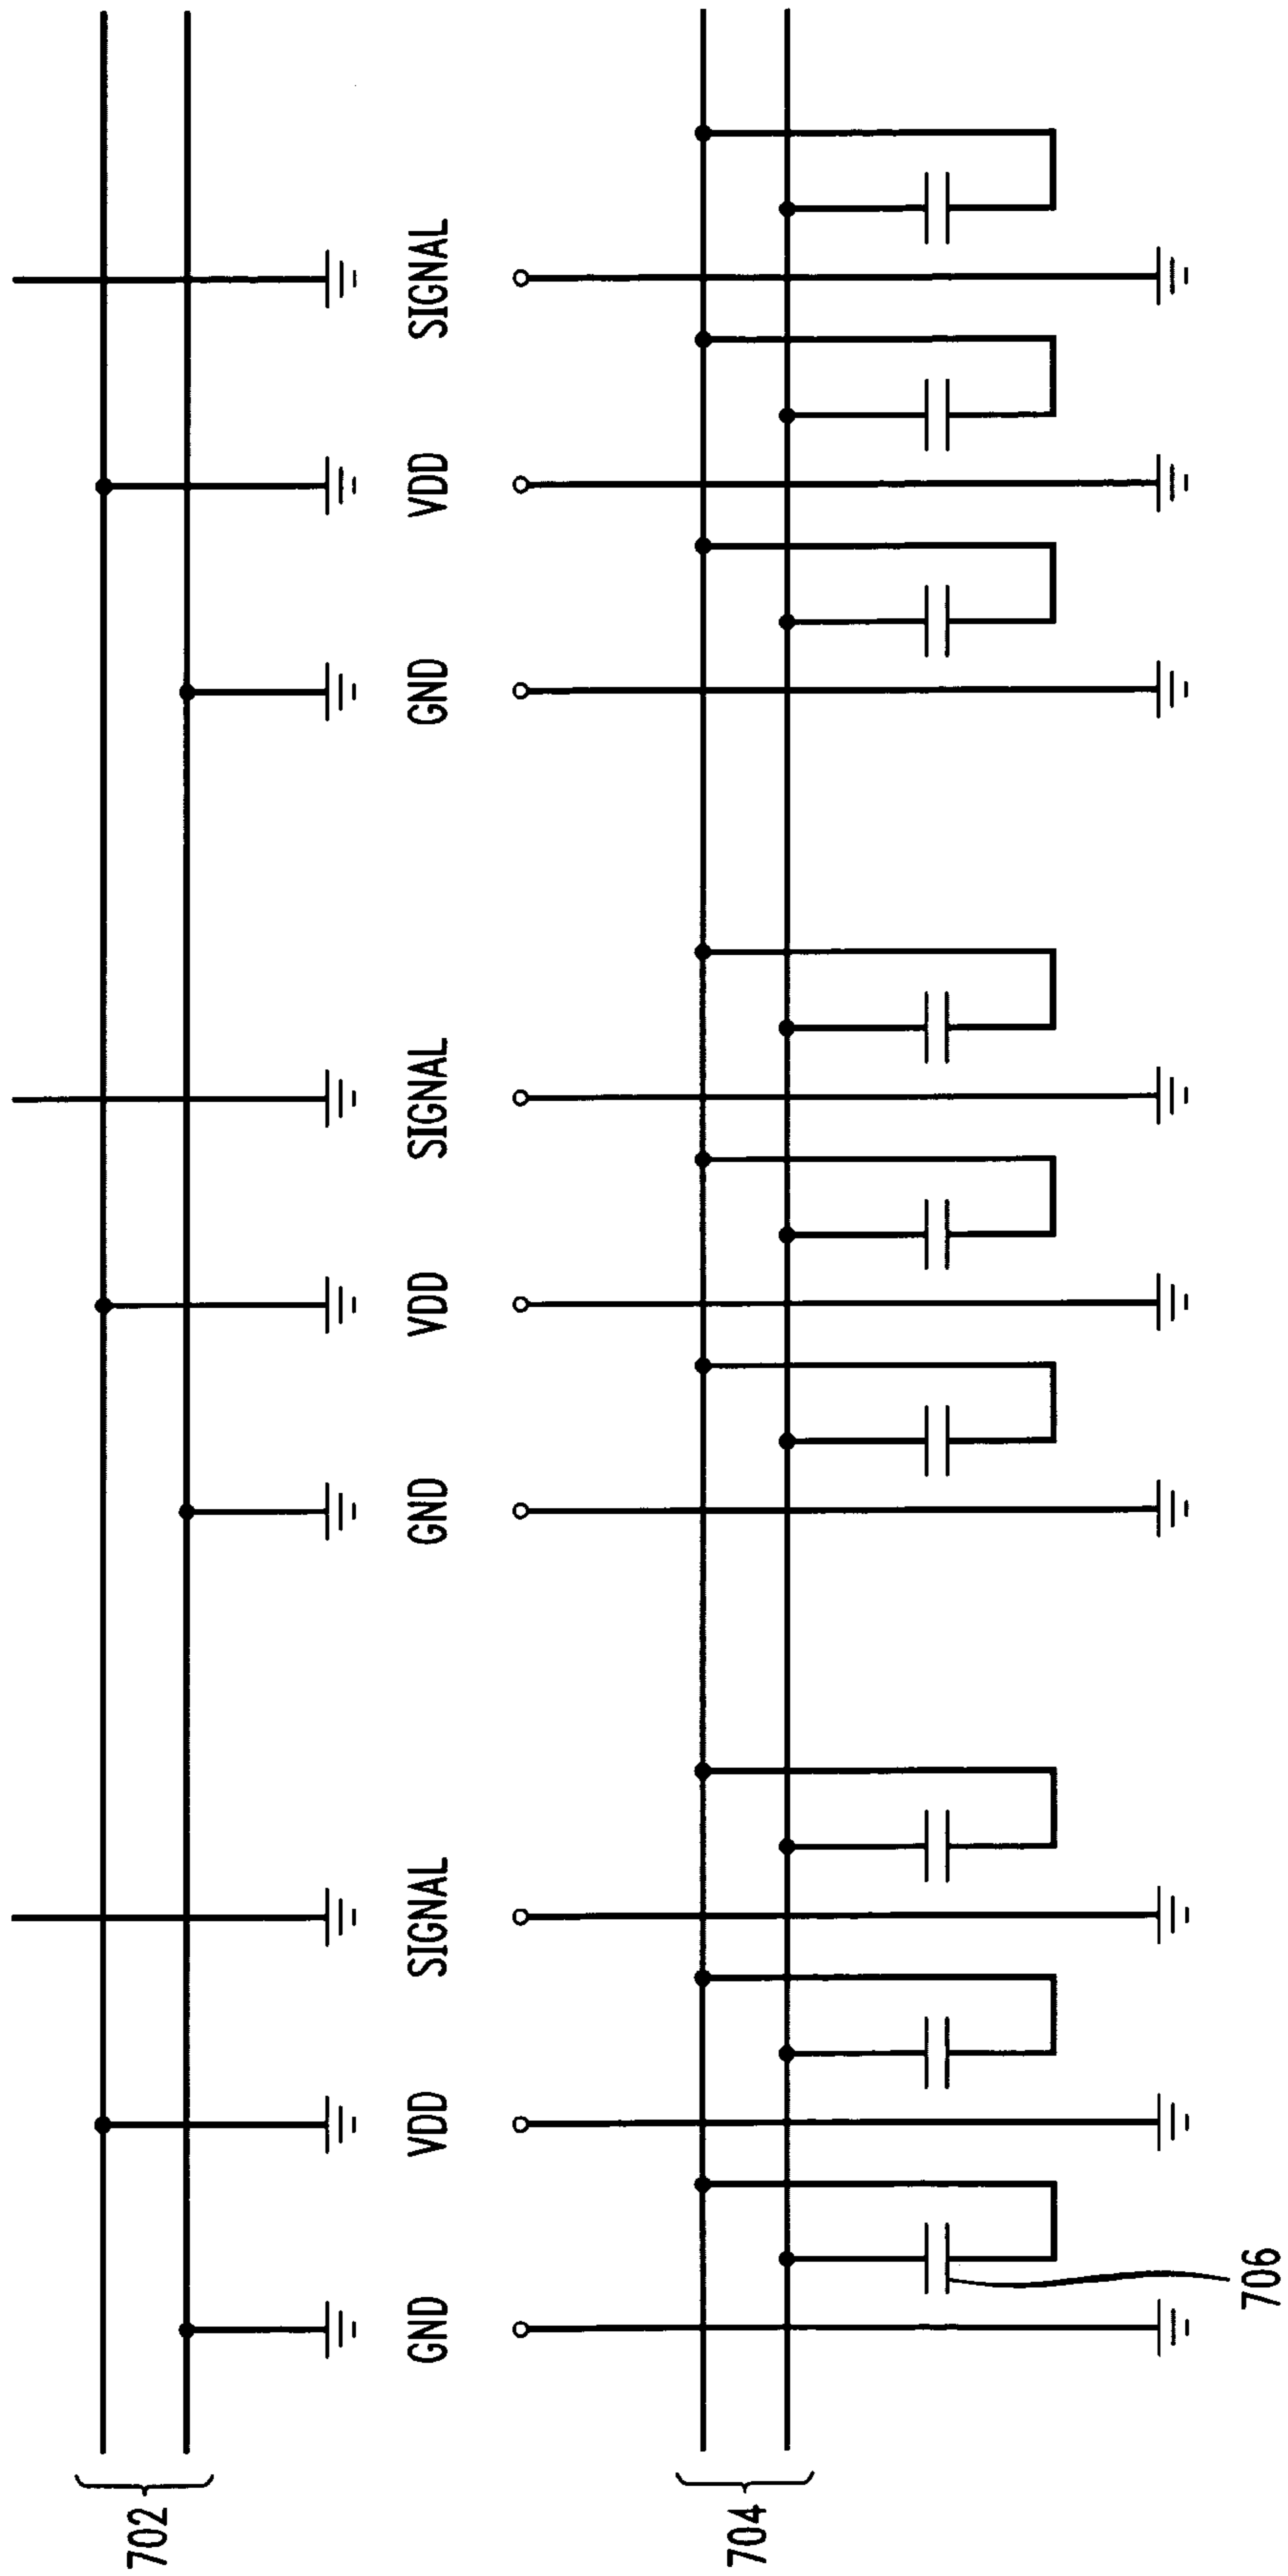 702
GND
VDD
SIGNAL
GND
VDD
SIGNAL
GND
VDD
SIGNAL
704
706